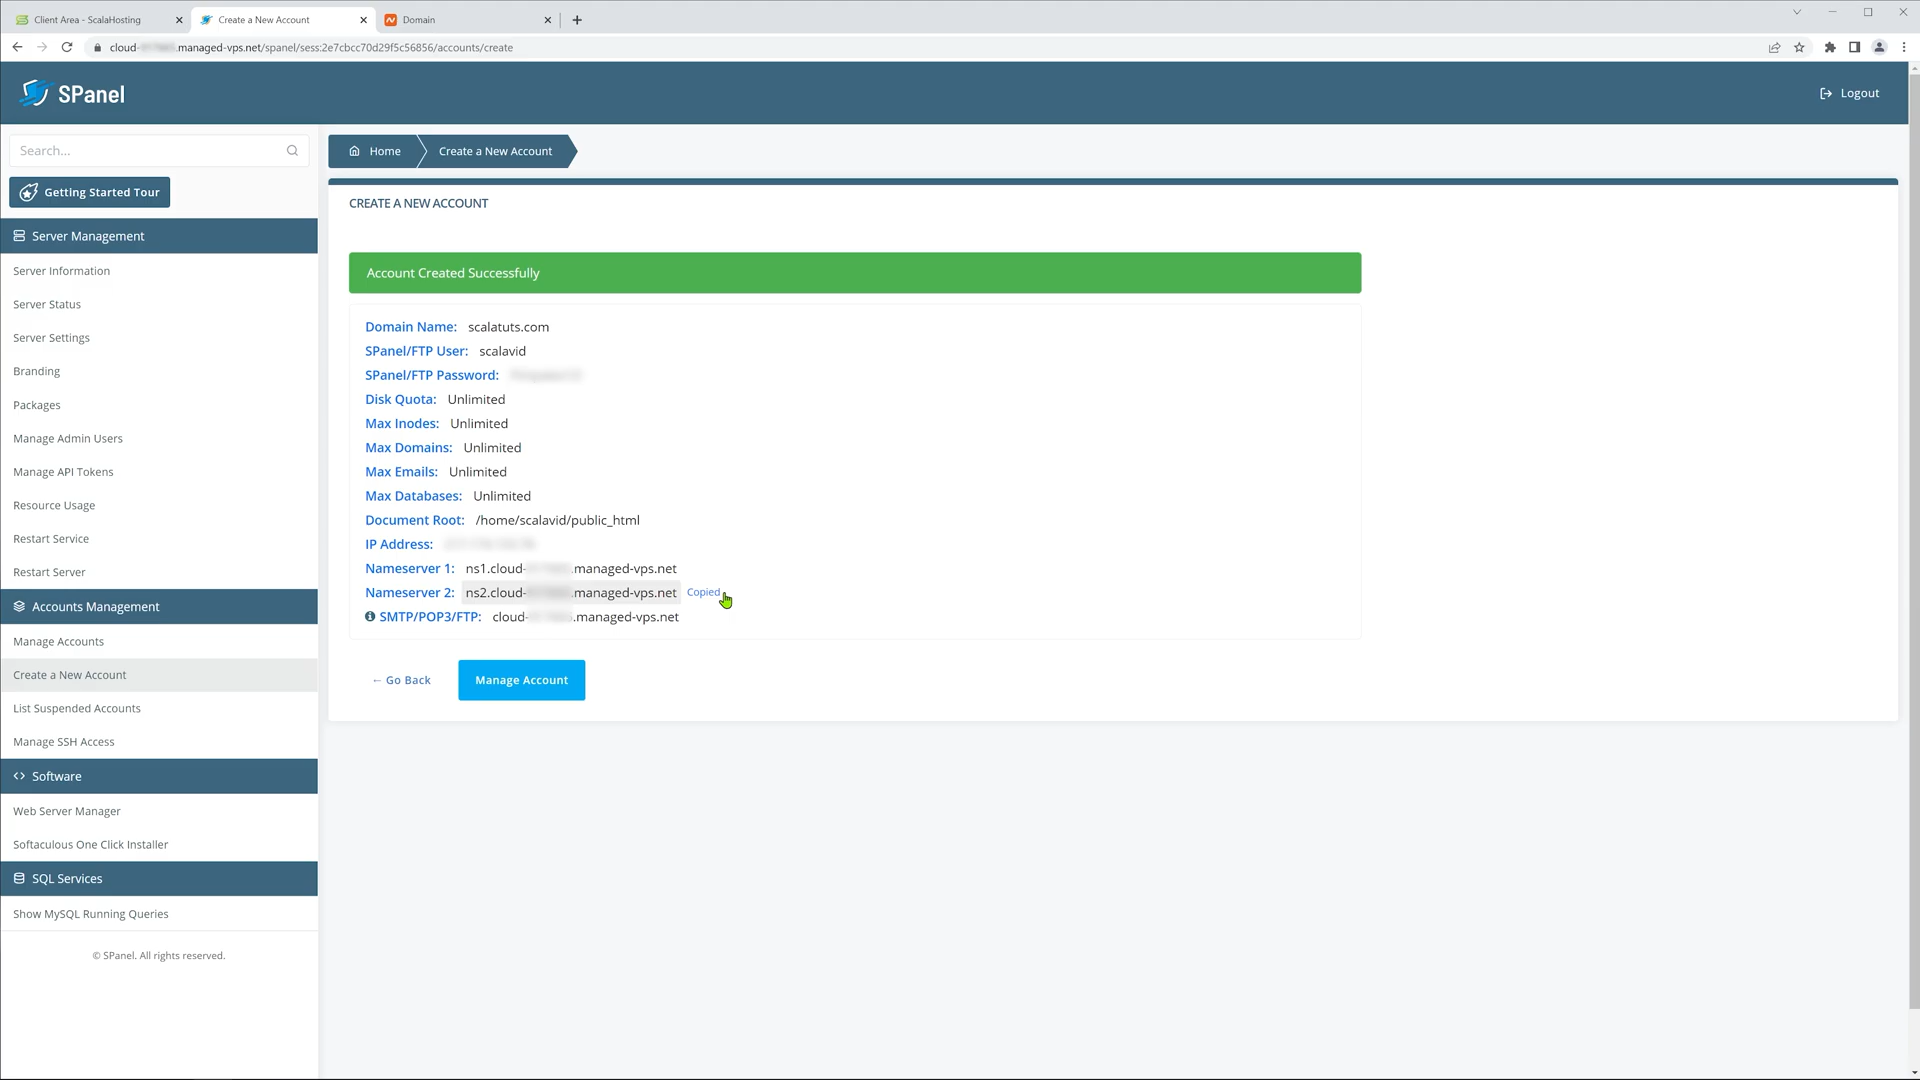 Client Area - ScalaHosting
Create a New Account
Domain
cloud- .managed-vps.net/spanel/sess:2e7cbcc70d29f5c56856/accounts/create
SPanel
Logout
Search...
Getting Started Tour
Server Management
Server Information
Server Status
Server Settings
Branding
Packages
Manage Admin Users
Manage API Tokens
Resource Usage
Restart Service
Restart Server
Accounts Management
Manage Accounts
Create a New Account
List Suspended Accounts
Manage SSH Access
Software
Web Server Manager
Softaculous One Click Installer
SQL Services
Show MySQL Running Queries
© SPanel. All rights reserved.
Home
Create a New Account
CREATE A NEW ACCOUNT
Account Created Successfully
Domain Name: scalatuts.com
SPanel/FTP User: scalavid
SPanel/FTP Password:
Disk Quota: Unlimited
Max Inodes: Unlimited
Max Domains: Unlimited
Max Emails: Unlimited
Max Databases: Unlimited
Document Root: /home/scalavid/public_html
IP Address:
Nameserver 1: ns1.cloud- .managed-vps.net
Nameserver 2: ns2.cloud- .managed-vps.net Copied
SMTP/POP3/FTP: cloud- .managed-vps.net
← Go Back
Manage Account